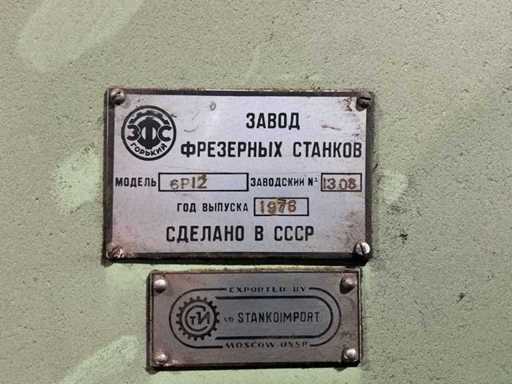 ЗФС
ГОРЬКИЙ
ЗАВОД
ФРЕЗЕРНЫХ СТАНКОВ
МОДЕЛЬ 6Р12 ЗАВОДСКИЙ № 1308
ГОД ВЫПУСКА 1976
СДЕЛАНО В СССР
EXPORTED BY
V/O STANKOIMPORT
MOSCOW USSR